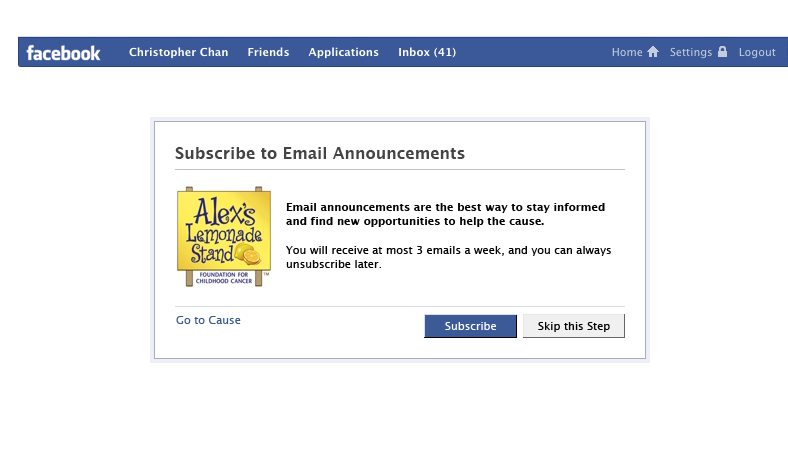 facebook Christopher Chan Friends Applications Inbox (41) Home Settings Logout
Subscribe to Email Announcements
Alex's
Lemonade
Stand
FOUNDATION FOR
CHILDHOOD CANCER
TM
Email announcements are the best way to stay informed
and find new opportunities to help the cause.
You will receive at most 3 emails a week, and you can always
unsubscribe later.
Go to Cause Subscribe Skip this Step